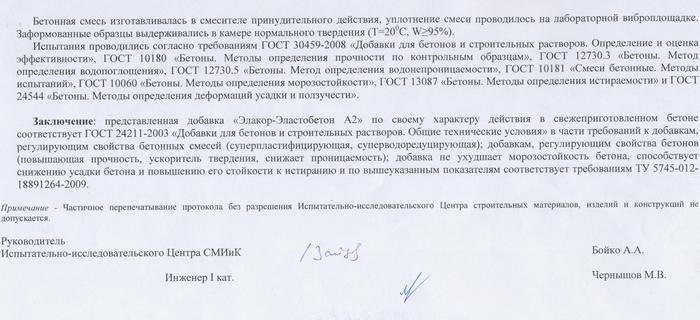 Бетонная смесь изготавливалась в смесителе принудительного действия, уплотнение смеси проводилось на лабораторной виброплощадке.
Заформованные образцы выдерживались в камере нормального твердения (Т=20⁰С, W≥95%).
Испытания проводились согласно требованиям ГОСТ 30459-2008 «Добавки для бетонов и строительных растворов. Определение и оценка
эффективности», ГОСТ 10180 «Бетоны. Методы определения прочности по контрольным образцам», ГОСТ 12730.3 «Бетоны. Метод
определения водопоглощения», ГОСТ 12730.5 «Бетоны. Метод определения водонепроницаемости», ГОСТ 10181 «Смеси бетонные. Методы
испытаний», ГОСТ 10060 «Бетоны. Методы определения морозостойкости», ГОСТ 13087 «Бетоны. Методы определения истираемости» и ГОСТ
24544 «Бетоны. Методы определения деформаций усадки и ползучести».
Заключение: представленная добавка «Элакор-Эластобетон А2» по своему характеру действия в свежеприготовленном бетоне
соответствует ГОСТ 24211-2003 «Добавки для бетонов и строительных растворов. Общие технические условия» в части требований к добавкам,
регулирующим свойства бетонных смесей (суперпластифицирующая, суперводоредуцирующая); добавкам, регулирующим свойства бетонов
(повышающая прочность, ускоритель твердения, снижает проницаемость); добавка не ухудшает морозостойкость бетона, способствует
снижению усадки бетона и повышению его стойкости к истиранию и по вышеуказанным показателям соответствует требованиям ТУ 5745-012-
18891264-2009.
Примечание - Частичное перепечатывание протокола без разрешения Испытательно-исследовательского Центра строительных материалов, изделий и конструкций не
допускается.
Руководитель
Испытательно-исследовательского Центра СМИиК Бойко А.А.
Инженер I кат. Чернышов М.В.